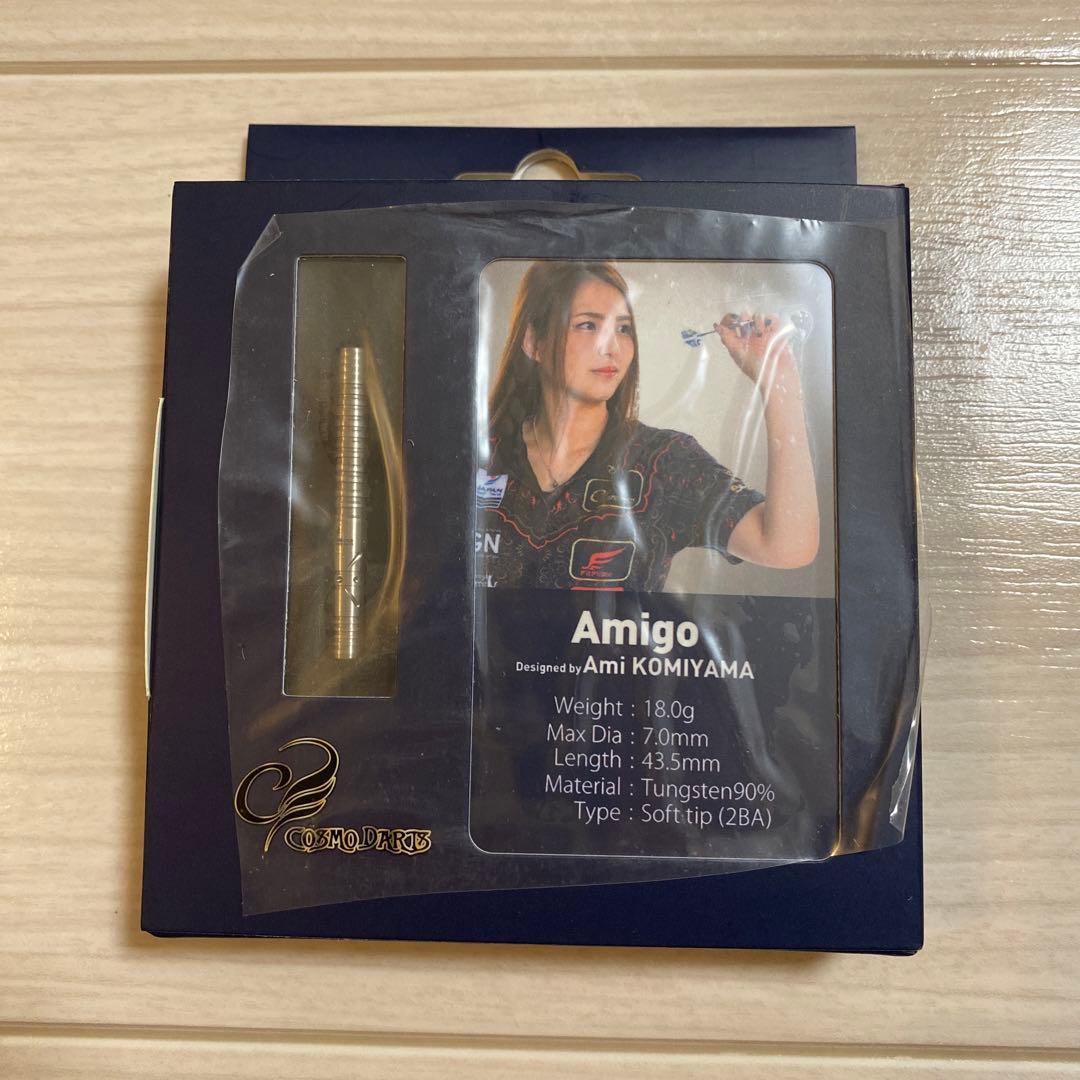 GN
Amigo
Designed by Ami KOMIYAMA
Weight : 18.0g
Max Dia : 7.0mm
Length : 43.5mm
Material : Tungsten90%
Type : Soft tip (2BA)
COSMO DARTS